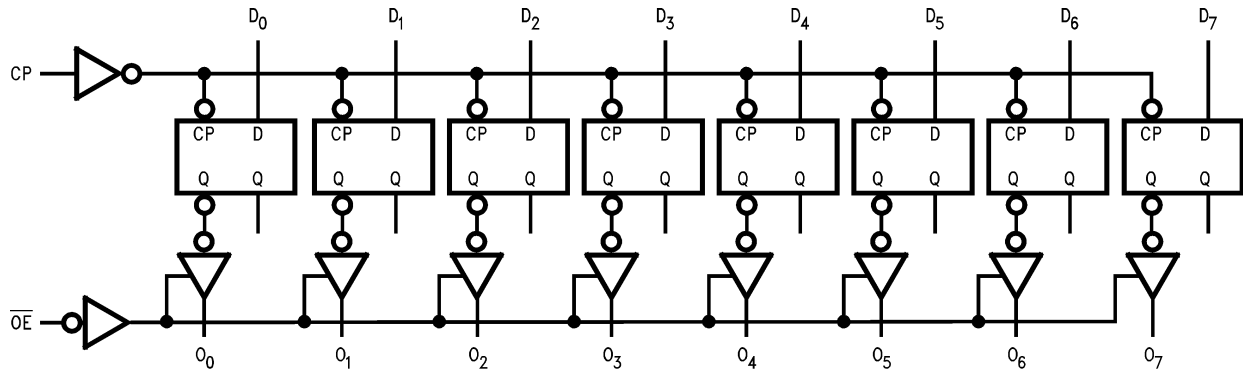 D0 D1 D2 D3 D4 D5 D6 D7
CP
CP D CP D CP D CP D CP D CP D CP D CP D
Q Q Q Q Q Q Q Q Q Q Q Q Q Q Q Q
O̅E̅
O0 O1 O2 O3 O4 O5 O6 O7